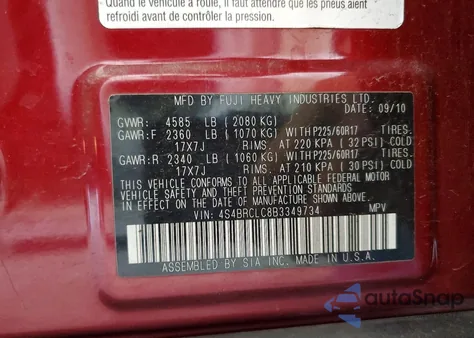 Quand le véhicule a roulé, il faut attendre que les pneus aient
refroidi avant de contrôler la pression.
MFD BY FUJI HEAVY INDUSTRIES LTD.
DATE: 09/10
GVWR: 4585 LB (2080 KG)
GAWR:F 2360 LB (1070 KG) WITH P225/60R17 TIRES.
17X7J RIMS. AT 220 KPA (32 PSI) COLD
GAWR:R 2340 LB (1060 KG) WITH P225/60R17 TIRES.
17X7J RIMS. AT 210 KPA (30 PSI) COLD
THIS VEHICLE CONFORMS TO ALL APPLICABLE FEDERAL MOTOR
VEHICLE SAFETY AND THEFT PREVENTION STANDARDS
IN EFFECT ON THE DATE OF MANUFACTURE SHOWN ABOVE.
VIN: 4S4BRCLC8B3349734 MPV
ASSEMBLED BY SIA INC. MADE IN U.S.A.
autoSnap